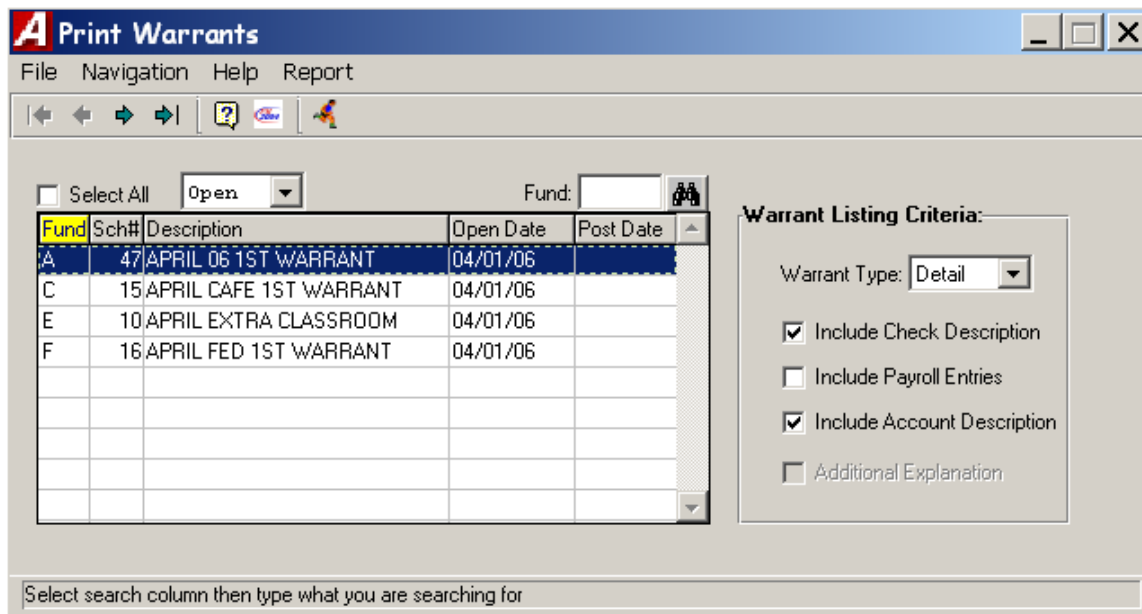 A Print Warrants
File Navigation Help Report
Select All Open Fund:
Fund Sch# Description Open Date Post Date
A 47 APRIL 06 1ST WARRANT 04/01/06
C 15 APRIL CAFE 1ST WARRANT 04/01/06
E 10 APRIL EXTRA CLASSROOM 04/01/06
F 16 APRIL FED 1ST WARRANT 04/01/06
Warrant Listing Criteria:
Warrant Type: Detail
Include Check Description
Include Payroll Entries
Include Account Description
Additional Explanation
Select search column then type what you are searching for